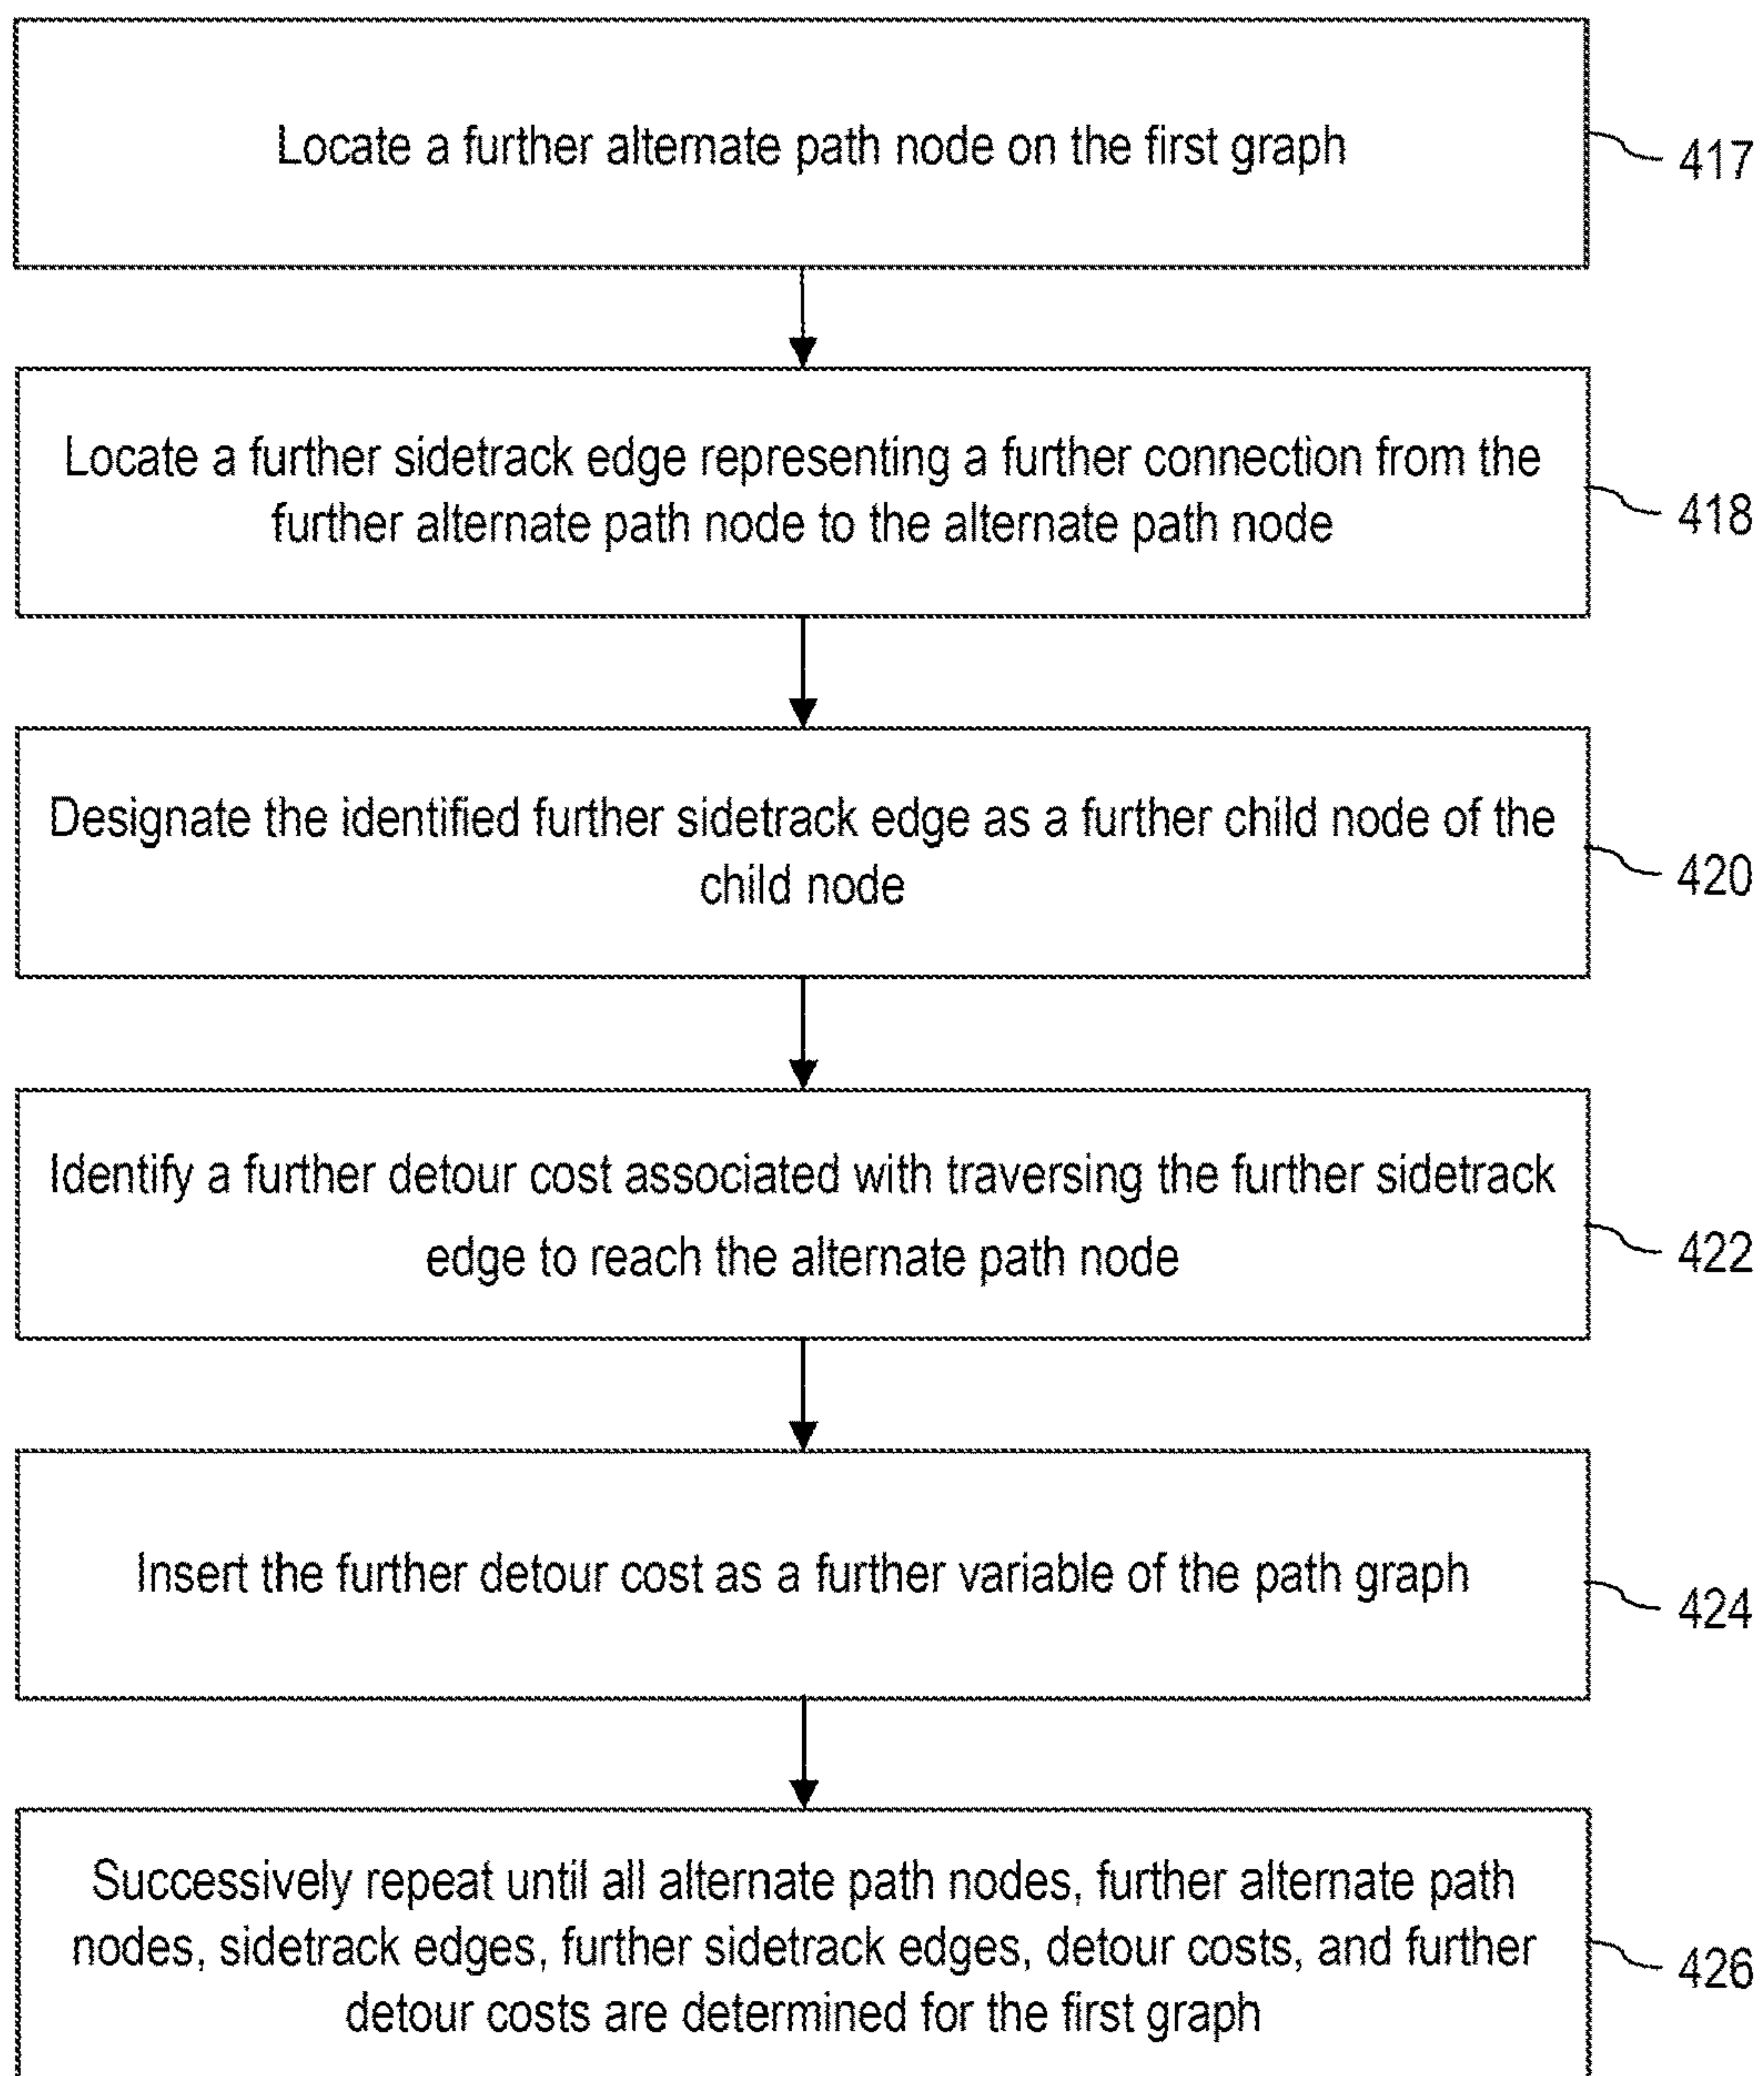 Locate a further alternate path node on the first graph
417
Locate a further sidetrack edge representing a further connection from the
further alternate path node to the alternate path node
418
Designate the identified further sidetrack edge as a further child node of the
child node
420
Identify a further detour cost associated with traversing the further sidetrack
edge to reach the alternate path node
422
Insert the further detour cost as a further variable of the path graph
424
Successively repeat until all alternate path nodes, further alternate path
nodes, sidetrack edges, further sidetrack edges, detour costs, and further
detour costs are determined for the first graph
426